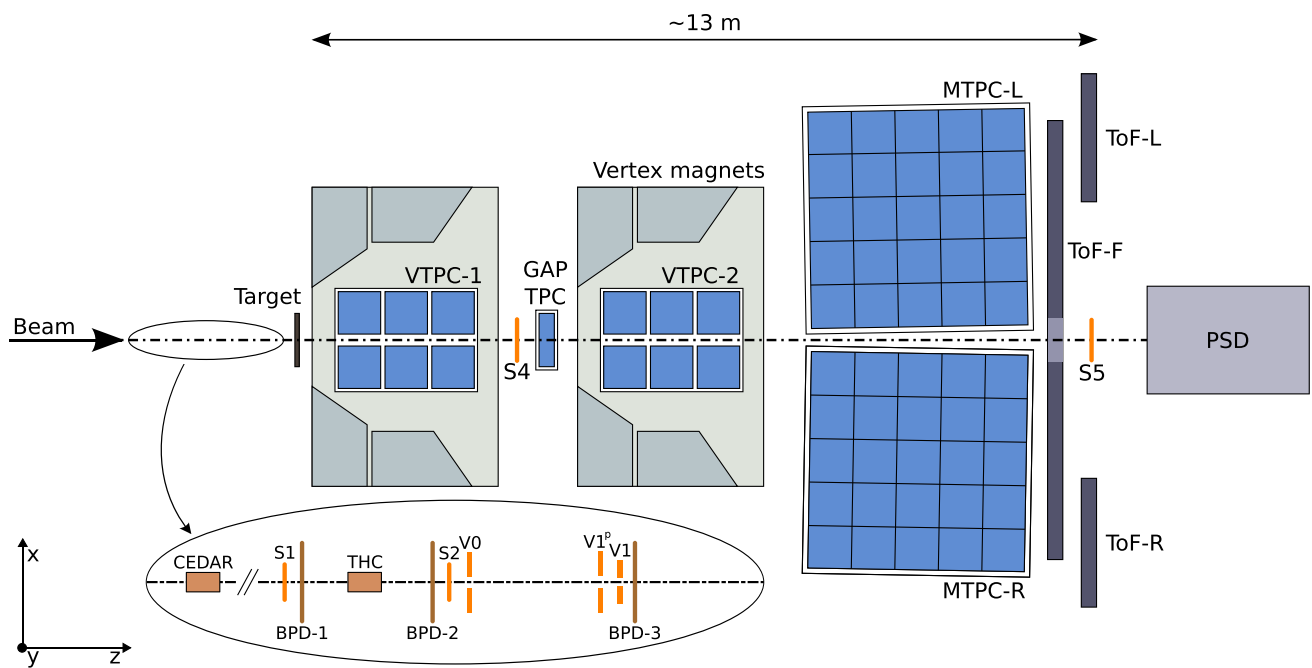 ~13 m
MTPC-L
ToF-L
Vertex magnets
ToF-F
VTPC-1
GAP
TPC
VTPC-2
Target
Beam
S4
S5
PSD
x
y
z
CEDAR
S1
THC
S2
V0
V1p
V1
BPD-1
BPD-2
BPD-3
MTPC-R
ToF-R